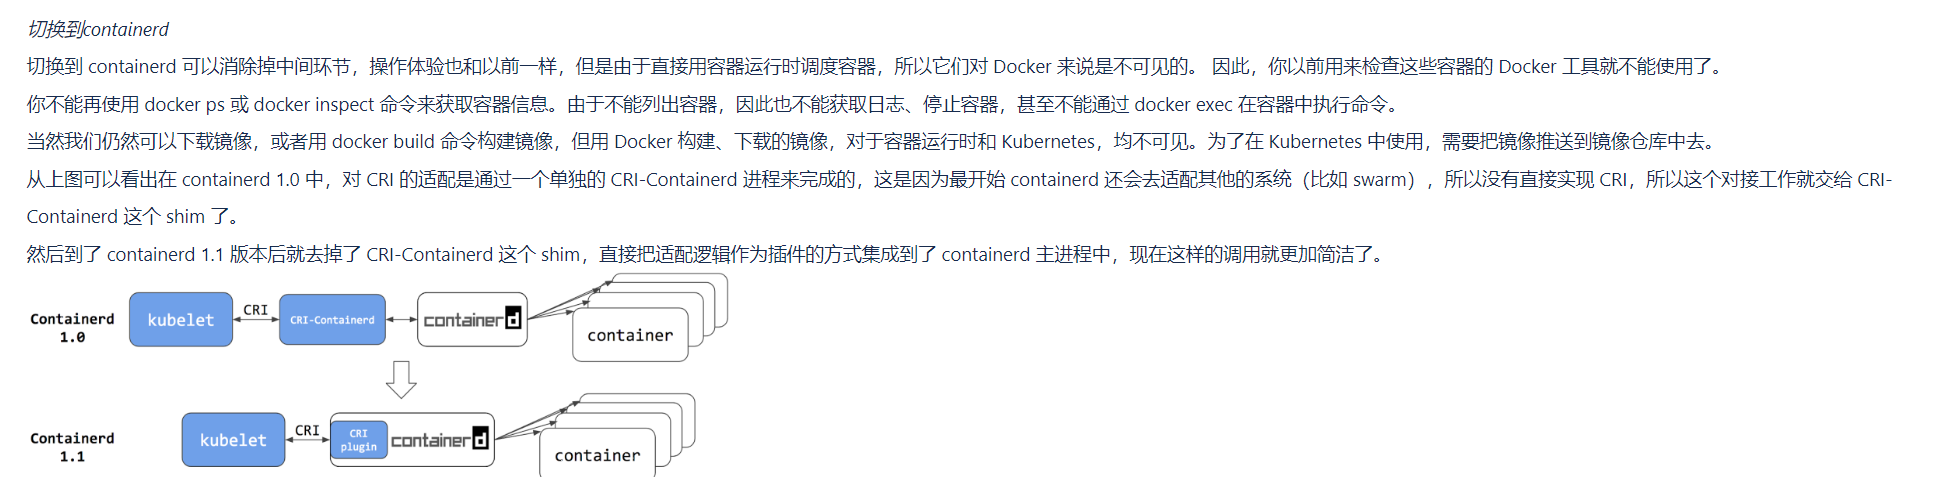 切换到containerd
切换到 containerd 可以消除掉中间环节，操作体验也和以前一样，但是由于直接用容器运行时调度容器，所以它们对 Docker 来说是不可见的。 因此，你以前用来检查这些容器的 Docker 工具就不能使用了。
你不能再使用 docker ps 或 docker inspect 命令来获取容器信息。由于不能列出容器，因此也不能获取日志、停止容器，甚至不能通过 docker exec 在容器中执行命令。
当然我们仍然可以下载镜像，或者用 docker build 命令构建镜像，但用 Docker 构建、下载的镜像，对于容器运行时和 Kubernetes，均不可见。为了在 Kubernetes 中使用，需要把镜像推送到镜像仓库中去。
从上图可以看出在 containerd 1.0 中，对 CRI 的适配是通过一个单独的 CRI-Containerd 进程来完成的，这是因为最开始 containerd 还会去适配其他的系统（比如 swarm），所以没有直接实现 CRI，所以这个对接工作就交给 CRI-
Containerd 这个 shim 了。
然后到了 containerd 1.1 版本后就去掉了 CRI-Containerd 这个 shim，直接把适配逻辑作为插件的方式集成到了 containerd 主进程中，现在这样的调用就更加简洁了。
Containerd
1.0
kubelet
CRI
CRI-Containerd
containerd
container
Containerd
1.1
kubelet
CRI
CRI
plugin
containerd
container